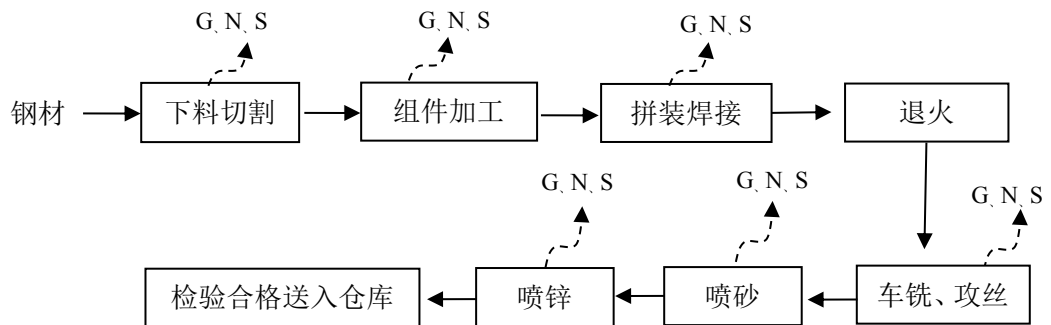 G、N、S
G、N、S
G、N、S
钢材
下料切割
组件加工
拼装焊接
退火
G、N、S
G、N、S
G、N、S
检验合格送入仓库
喷锌
喷砂
车铣、攻丝